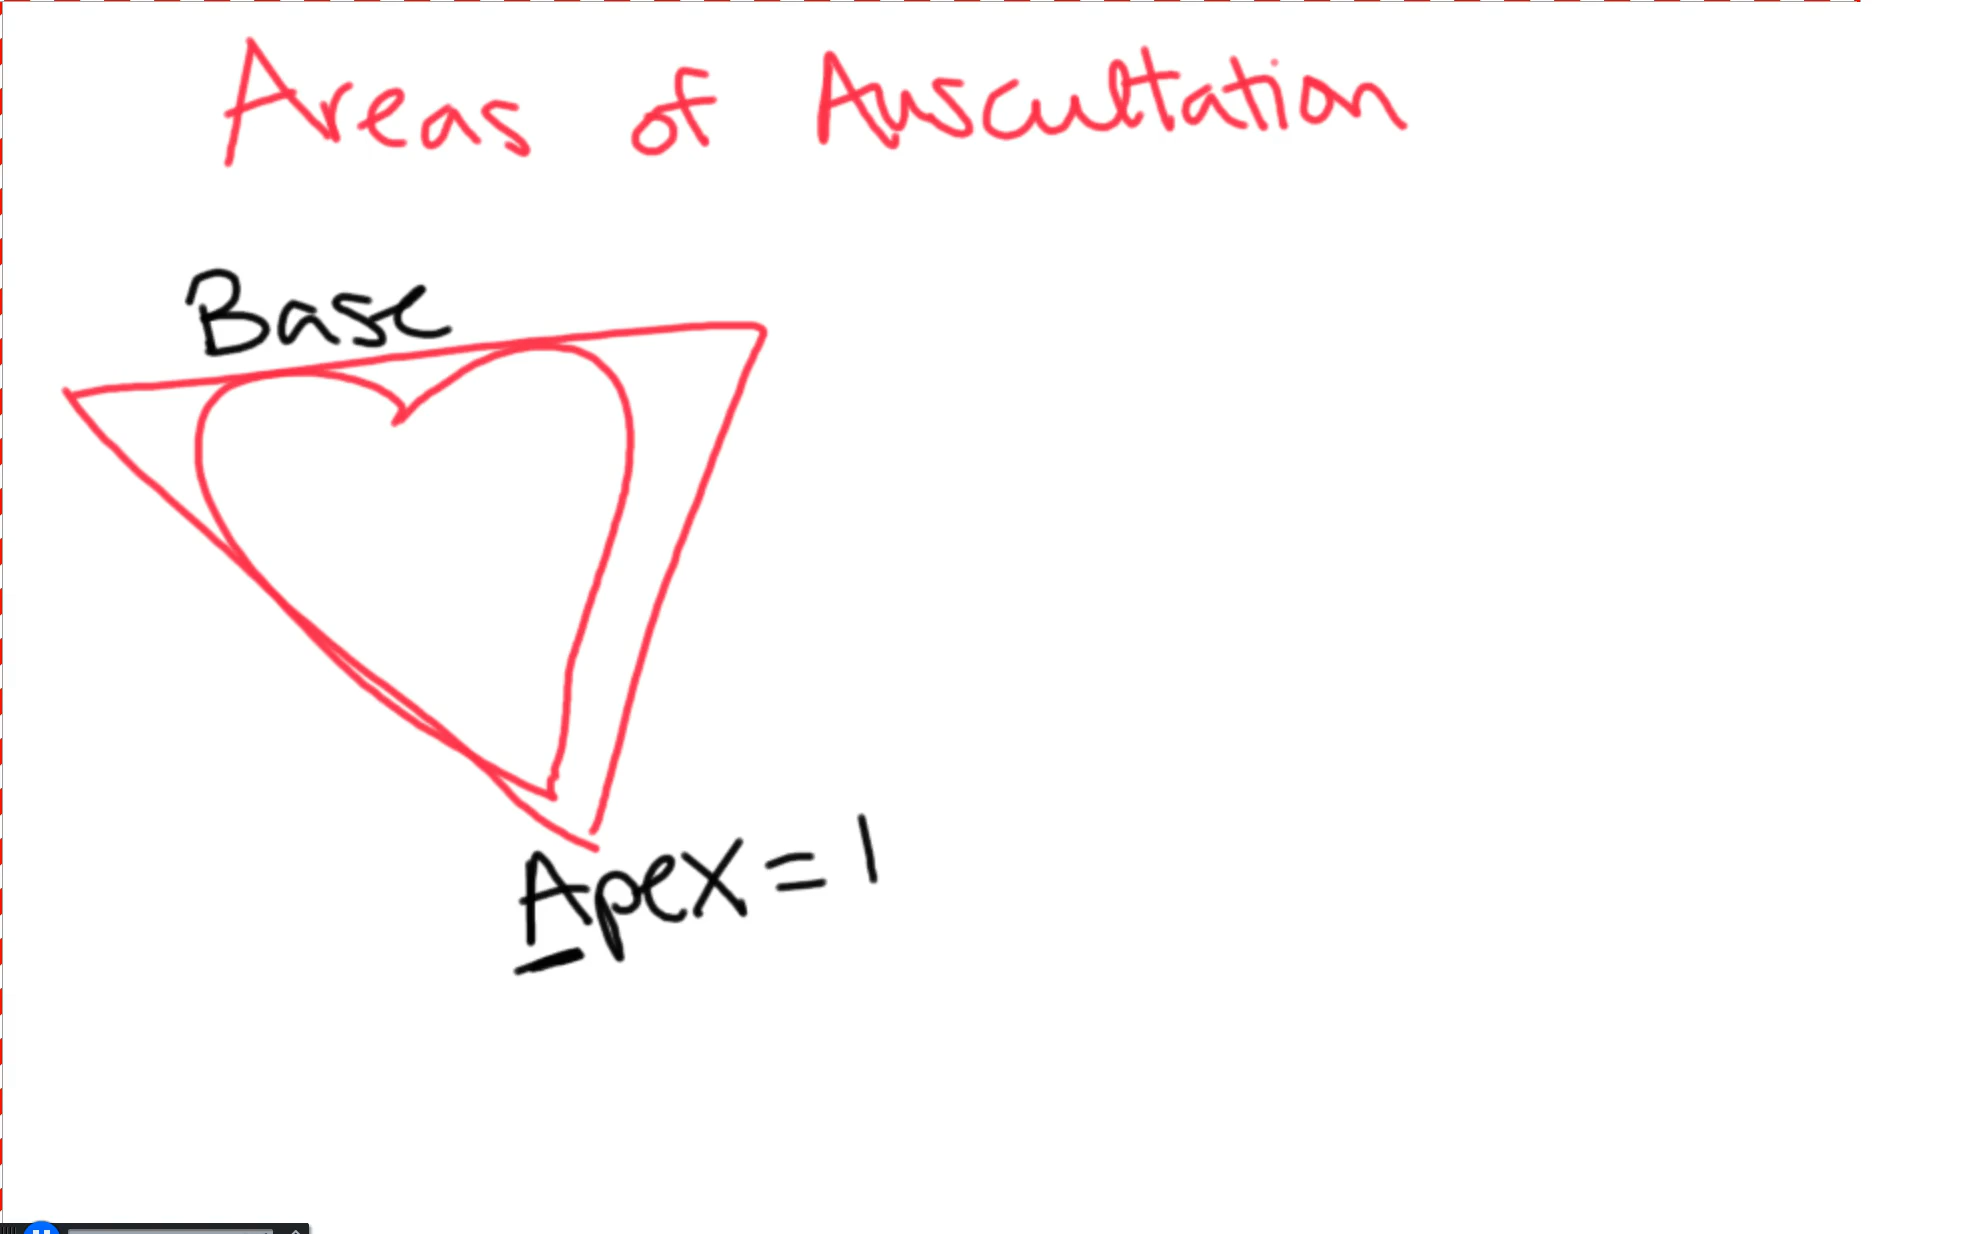 Areas of Auscultation
Base
Apex = 1